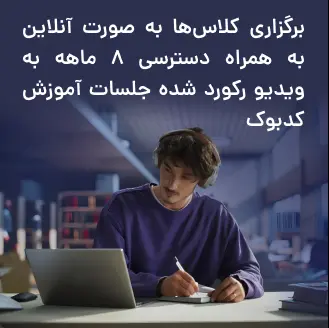 برگزاری کلاس‌ها به صورت آنلاین
به همراه دسترسی ۸ ماهه به
ویدیو رکورد شده جلسات آموزش
کدبوک